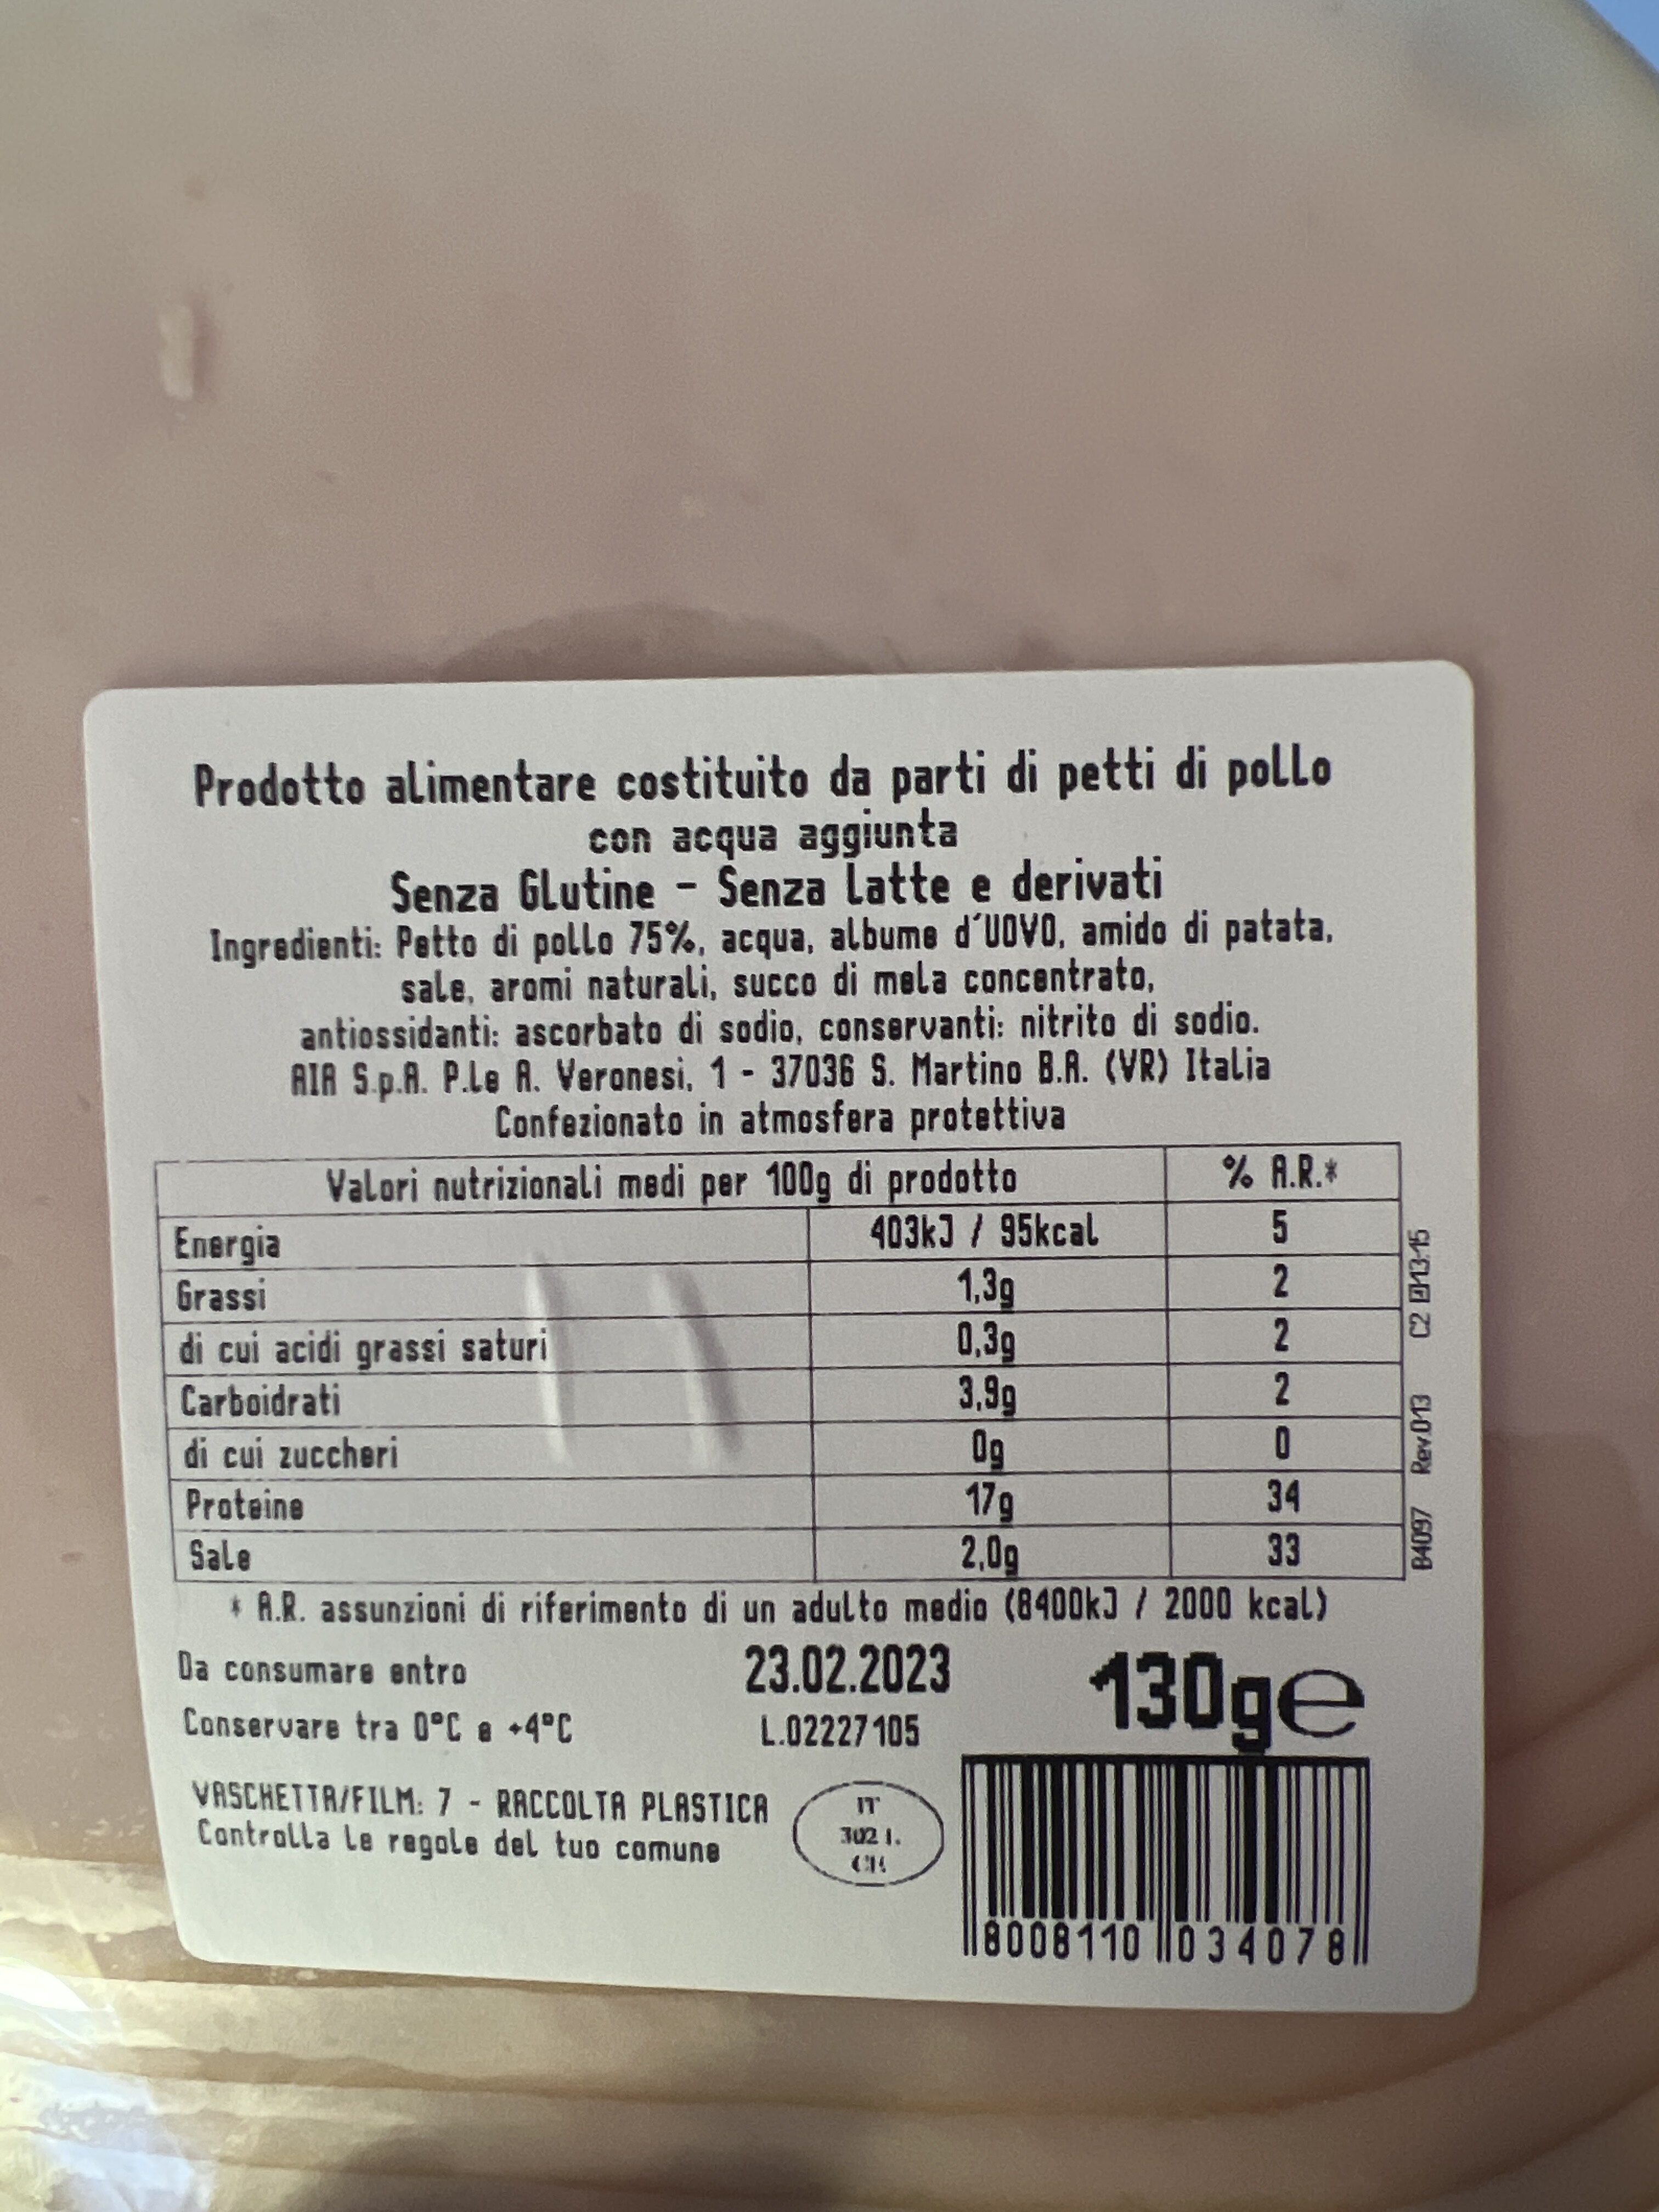 Prodotto alimentare costituito da parti di petti di pollo
con acqua aggiunta
Senza Glutine - Senza Latte e derivati
Ingredienti: Petto di pollo 75%, acqua, albume d'UOVO, amido di patata,
sale, aromi naturali, succo di mela concentrato,
antiossidanti: ascorbato di sodio, conservanti: nitrito di sodio.
AIA S.p.A. P.Le A. Veronesi, 1 - 37036 S. Martino B.A. (VR) Italia
Confezionato in atmosfera protettiva
Valori nutrizionali medi per 100g di prodotto % A.R.*
Energia 403kJ / 95kcal 5
Grassi 1,3g 2
di cui acidi grassi saturi 0,3g 2
Carboidrati 3,9g 2
di cui zuccheri 0g 0
Proteine 17g 34
Sale 2,0g 33
* A.R. assunzioni di riferimento di un adulto medio (8400kJ / 2000 kcal)
B4097 Rev.013 C2 13:15
Da consumare entro 23.02.2023 130g e
Conservare tra 0°C e +4°C L.02227105
VASCHETTA/FILM: 7 - RACCOLTA PLASTICA
Controlla le regole del tuo comune
IT
302 L
8008110 034078